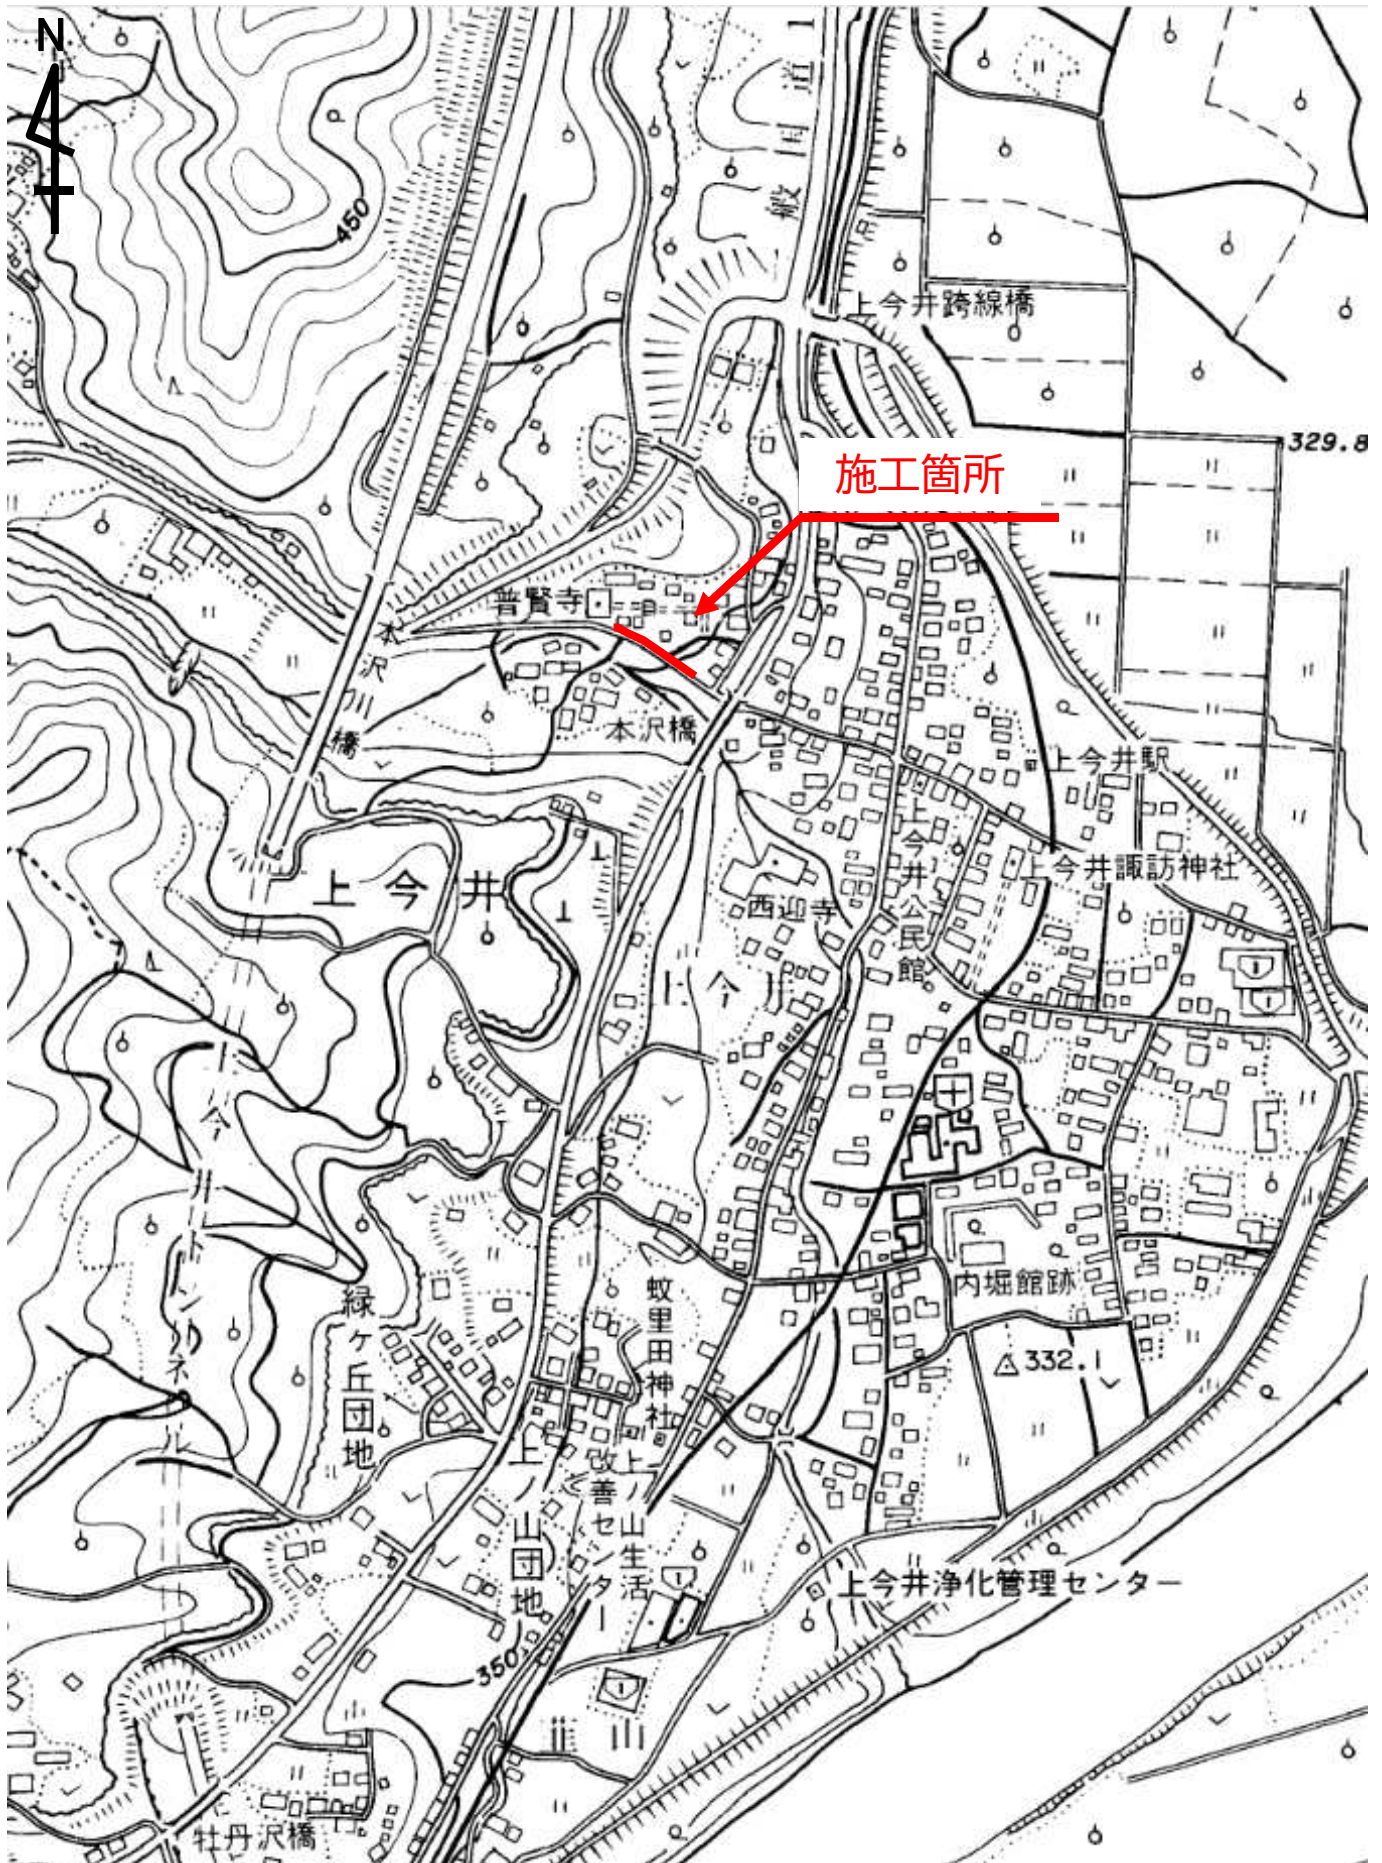 N
一般国道
450
上今井跨線橋
329.8
施工箇所
普賢寺
本沢川橋
本沢橋
上今井駅
上今井公民館
上今井諏訪神社
上今井
西迎寺
上今井
今井トンネル
内堀館跡
緑ヶ丘団地
蚊里田神社
332.1
上ノ山団地
上ノ山生活
改善センター
上今井浄化管理センター
350
牡丹沢橋